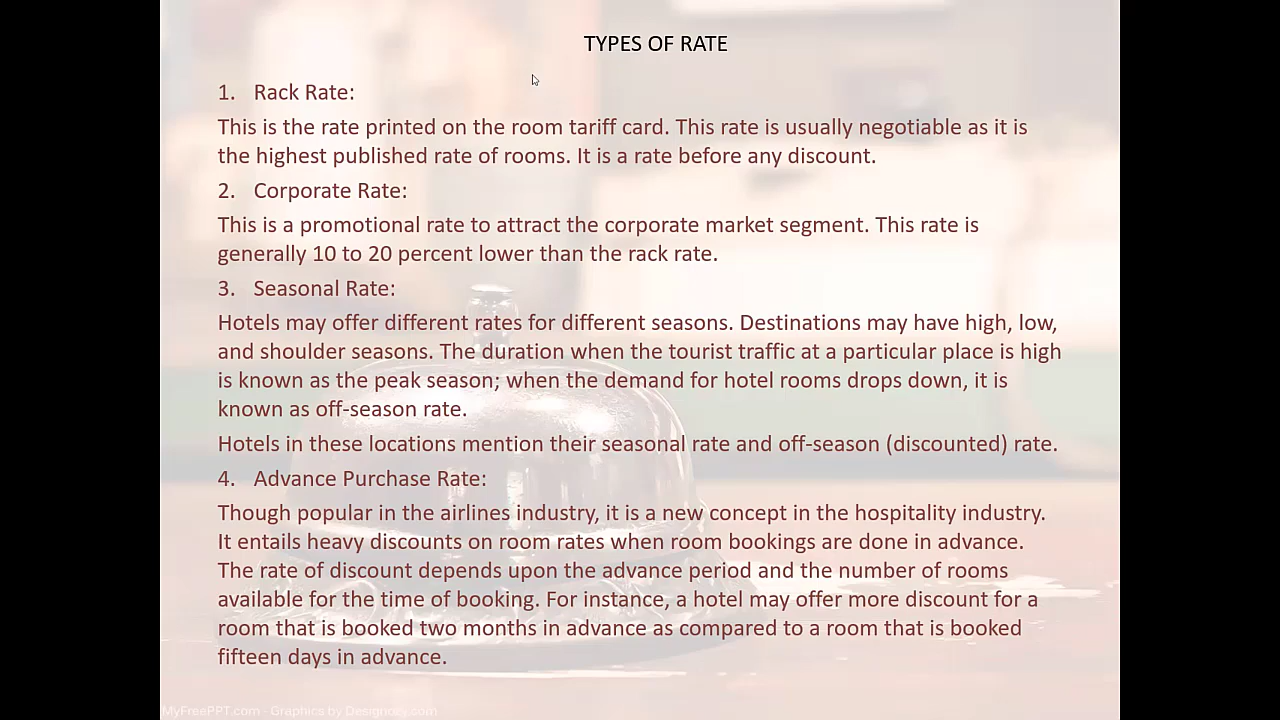 TYPES OF RATE
1. Rack Rate:
This is the rate printed on the room tariff card. This rate is usually negotiable as it is
the highest published rate of rooms. It is a rate before any discount.
2. Corporate Rate:
This is a promotional rate to attract the corporate market segment. This rate is
generally 10 to 20 percent lower than the rack rate.
3. Seasonal Rate:
Hotels may offer different rates for different seasons. Destinations may have high, low,
and shoulder seasons. The duration when the tourist traffic at a particular place is high
is known as the peak season; when the demand for hotel rooms drops down, it is
known as off-season rate.
Hotels in these locations mention their seasonal rate and off-season (discounted) rate.
4. Advance Purchase Rate:
Though popular in the airlines industry, it is a new concept in the hospitality industry.
It entails heavy discounts on room rates when room bookings are done in advance.
The rate of discount depends upon the advance period and the number of rooms
available for the time of booking. For instance, a hotel may offer more discount for a
room that is booked two months in advance as compared to a room that is booked
fifteen days in advance.
MyFreePPT.com - Graphics by Designcey.com